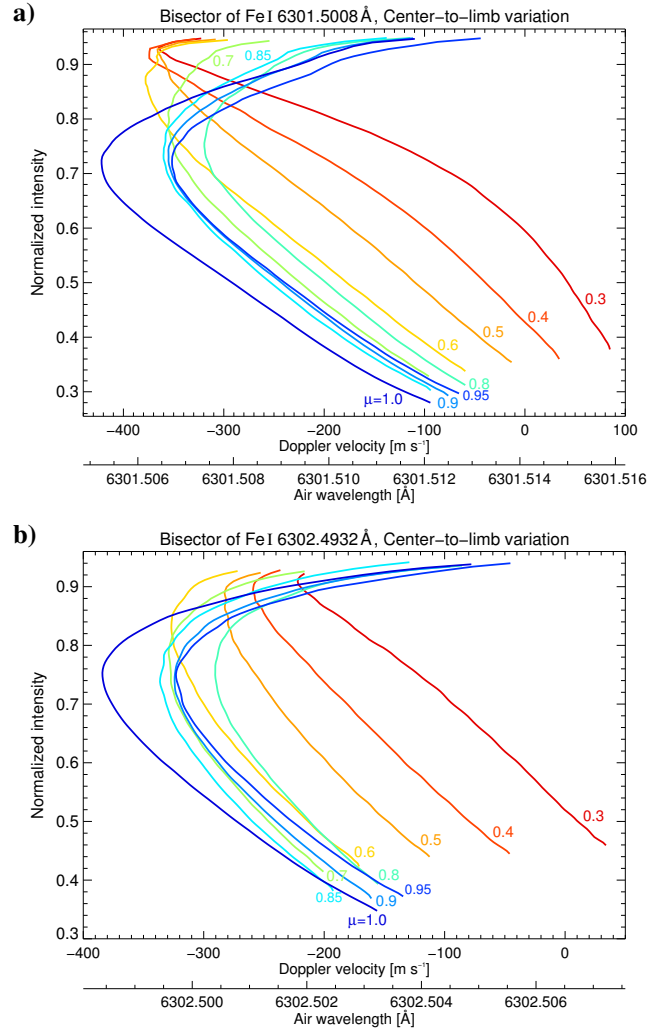 a)
Bisector of Fe I 6301.5008 Å, Center-to-limb variation
0.9
0.8
0.7
0.6
0.5
0.4
0.3
Normalized intensity
0.7
0.85
0.3
0.4
0.5
0.6
0.8
0.95
0.9
μ=1.0
−400 −300 −200 −100 0 100
Doppler velocity [m s⁻¹]
6301.506 6301.508 6301.510 6301.512 6301.514 6301.516
Air wavelength [Å]
b)
Bisector of Fe I 6302.4932 Å, Center-to-limb variation
0.9
0.8
0.7
0.6
0.5
0.4
0.3
Normalized intensity
0.3
0.4
0.5
0.6
0.7
0.8
0.85
0.9
0.95
μ=1.0
−400 −300 −200 −100 0
Doppler velocity [m s⁻¹]
6302.500 6302.502 6302.504 6302.506
Air wavelength [Å]